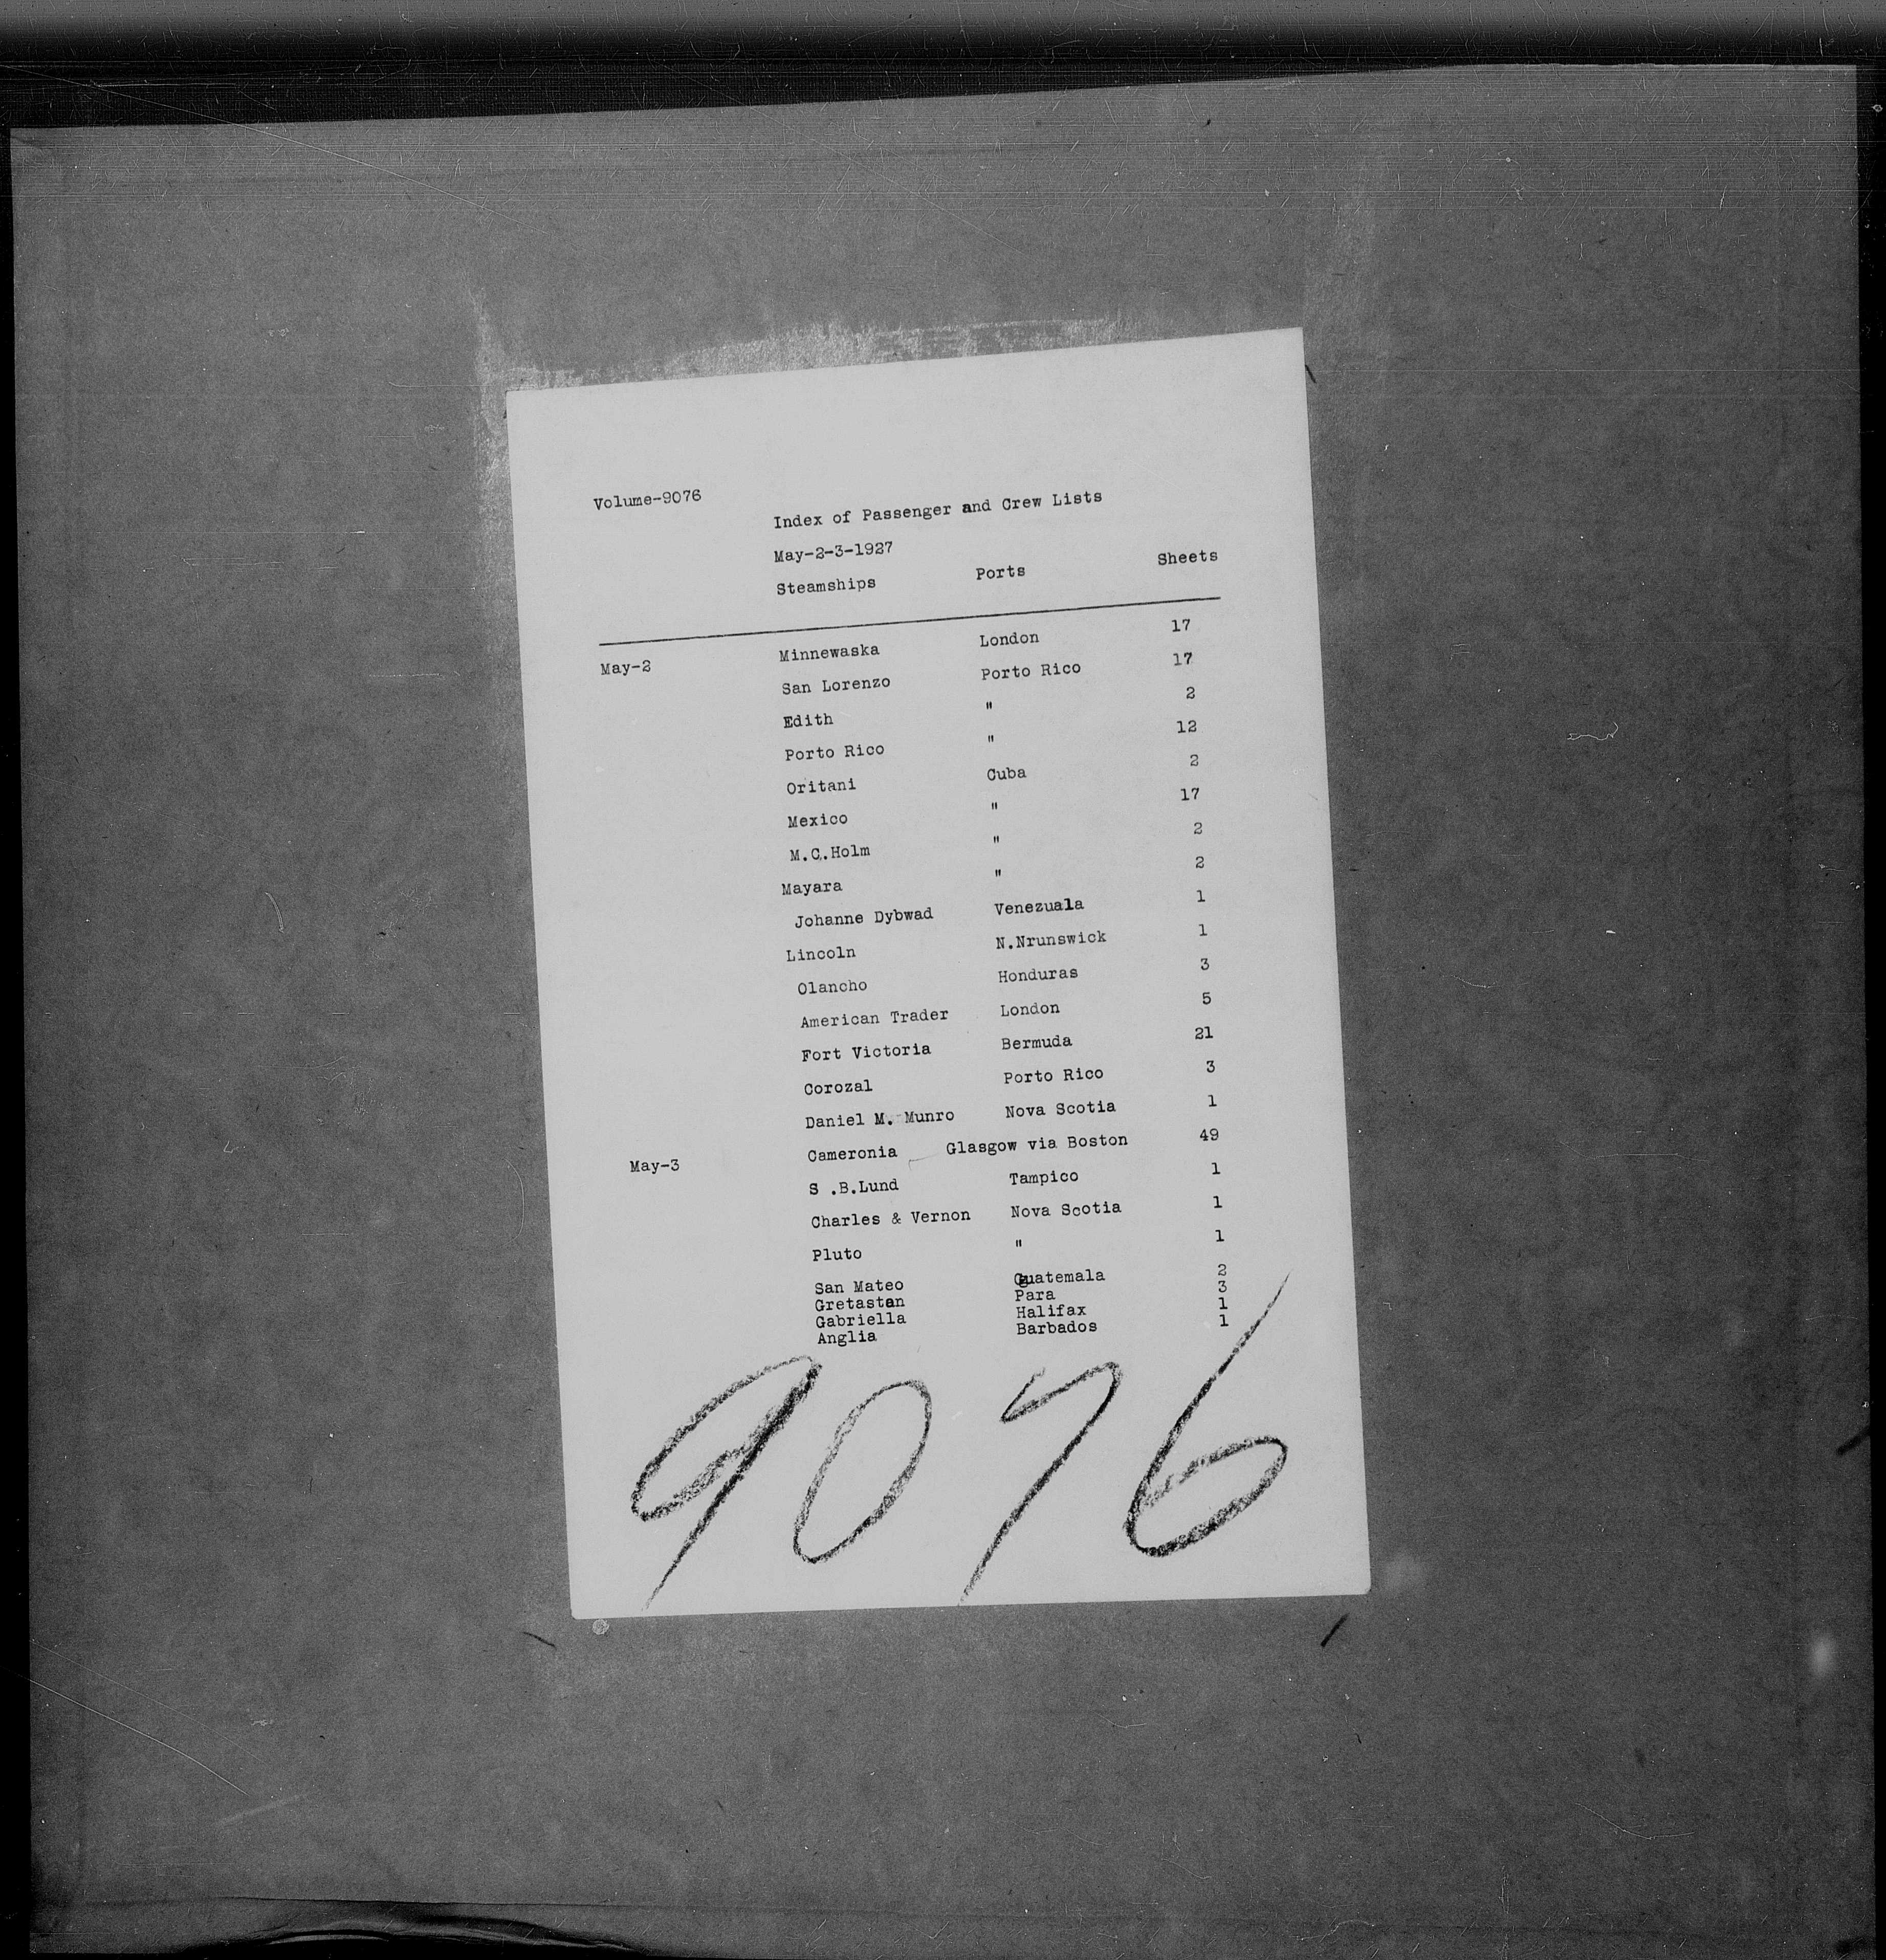 Volume-9076
Index of Passenger and Crew Lists
May-2-3-1927
Steamships Ports Sheets
May-2 Minnewaska London 17
San Lorenzo Porto Rico 17
Edith " 2
Porto Rico " 12
Oritani Cuba 2
Mexico " 17
M.C.Holm " 2
Mayara " 2
Johanne Dybwad Venezuala 1
Lincoln N.Nrunswick 1
Olancho Honduras 3
American Trader London 5
Fort Victoria Bermuda 21
Corozal Porto Rico 3
Daniel M. Munro Nova Scotia 1
May-3 Cameronia Glasgow via Boston 49
S .B.Lund Tampico 1
Charles & Vernon Nova Scotia 1
Pluto " 1
San Mateo Guatemala 2
Gretastan Para 3
Gabriella Halifax 1
Anglia Barbados 1
9076